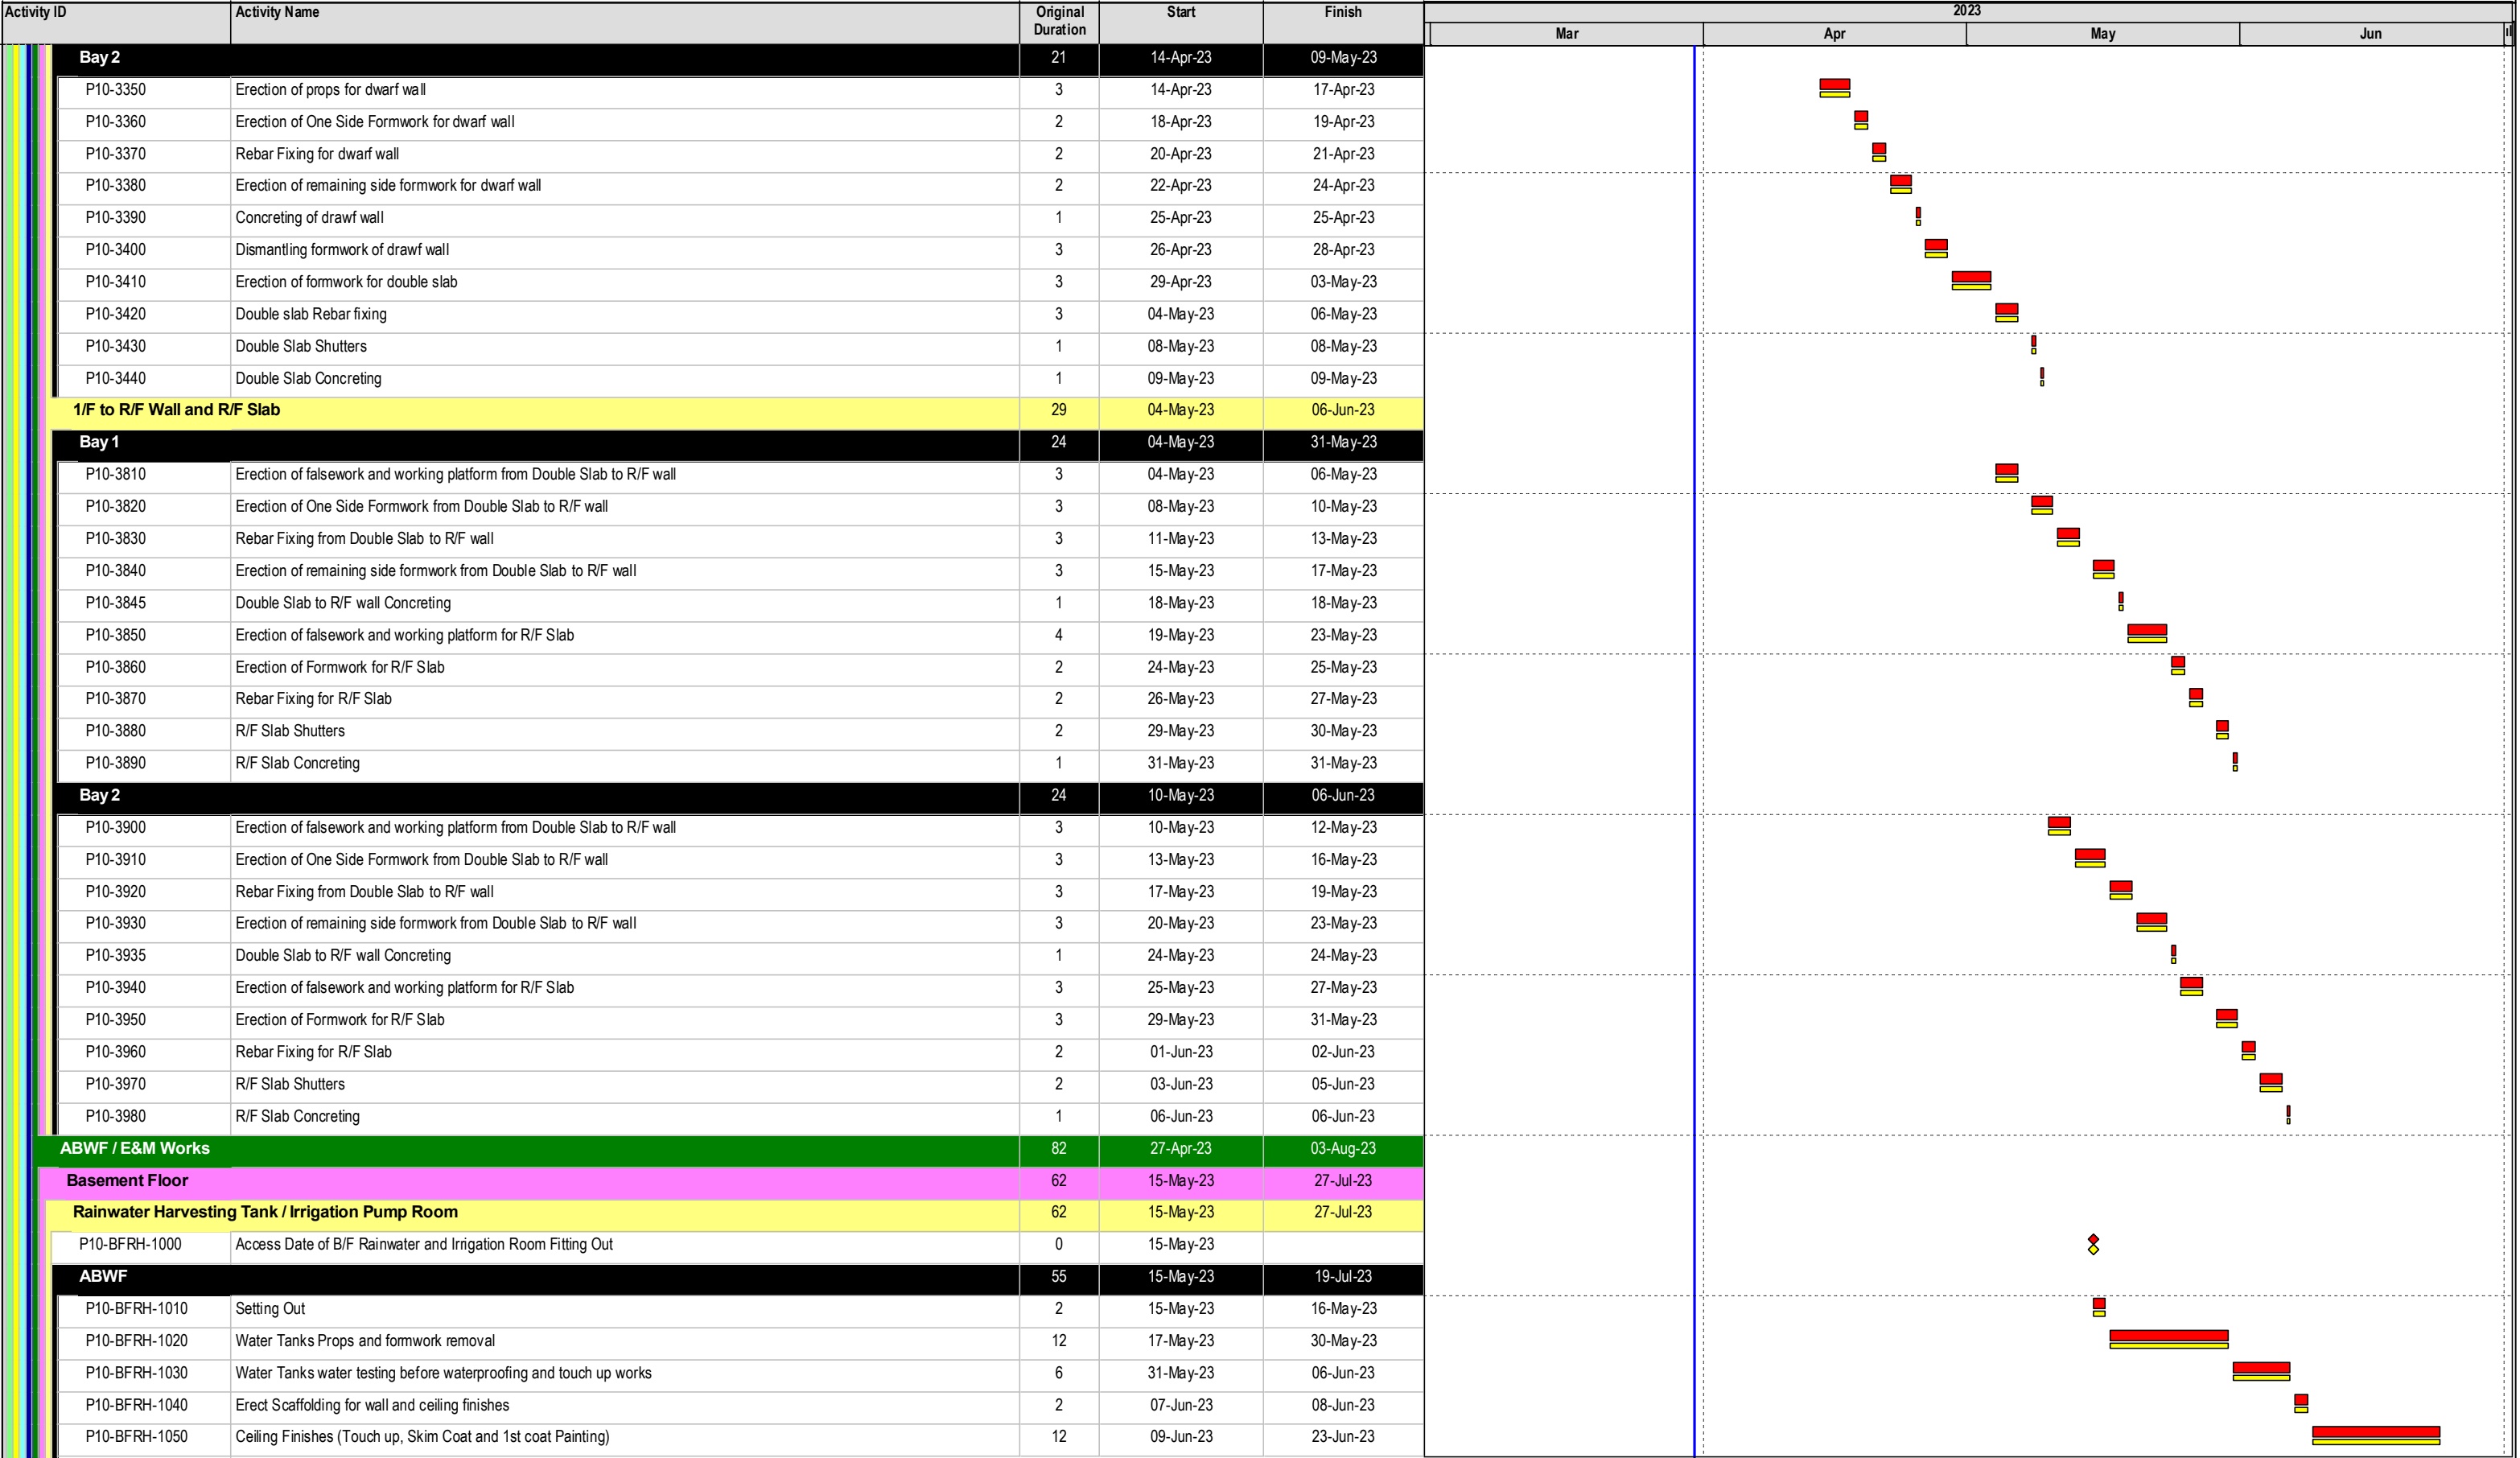 Activity ID Activity Name Original Duration Start Finish 2023
Mar Apr May Jun
Bay 2 21 14-Apr-23 09-May-23
P10-3350 Erection of props for dwarf wall 3 14-Apr-23 17-Apr-23
P10-3360 Erection of One Side Formwork for dwarf wall 2 18-Apr-23 19-Apr-23
P10-3370 Rebar Fixing for dwarf wall 2 20-Apr-23 21-Apr-23
P10-3380 Erection of remaining side formwork for dwarf wall 2 22-Apr-23 24-Apr-23
P10-3390 Concreting of drawf wall 1 25-Apr-23 25-Apr-23
P10-3400 Dismantling formwork of drawf wall 3 26-Apr-23 28-Apr-23
P10-3410 Erection of formwork for double slab 3 29-Apr-23 03-May-23
P10-3420 Double slab Rebar fixing 3 04-May-23 06-May-23
P10-3430 Double Slab Shutters 1 08-May-23 08-May-23
P10-3440 Double Slab Concreting 1 09-May-23 09-May-23
1/F to R/F Wall and R/F Slab 29 04-May-23 06-Jun-23
Bay 1 24 04-May-23 31-May-23
P10-3810 Erection of falsework and working platform from Double Slab to R/F wall 3 04-May-23 06-May-23
P10-3820 Erection of One Side Formwork from Double Slab to R/F wall 3 08-May-23 10-May-23
P10-3830 Rebar Fixing from Double Slab to R/F wall 3 11-May-23 13-May-23
P10-3840 Erection of remaining side formwork from Double Slab to R/F wall 3 15-May-23 17-May-23
P10-3845 Double Slab to R/F wall Concreting 1 18-May-23 18-May-23
P10-3850 Erection of falsework and working platform for R/F Slab 4 19-May-23 23-May-23
P10-3860 Erection of Formwork for R/F Slab 2 24-May-23 25-May-23
P10-3870 Rebar Fixing for R/F Slab 2 26-May-23 27-May-23
P10-3880 R/F Slab Shutters 2 29-May-23 30-May-23
P10-3890 R/F Slab Concreting 1 31-May-23 31-May-23
Bay 2 24 10-May-23 06-Jun-23
P10-3900 Erection of falsework and working platform from Double Slab to R/F wall 3 10-May-23 12-May-23
P10-3910 Erection of One Side Formwork from Double Slab to R/F wall 3 13-May-23 16-May-23
P10-3920 Rebar Fixing from Double Slab to R/F wall 3 17-May-23 19-May-23
P10-3930 Erection of remaining side formwork from Double Slab to R/F wall 3 20-May-23 23-May-23
P10-3935 Double Slab to R/F wall Concreting 1 24-May-23 24-May-23
P10-3940 Erection of falsework and working platform for R/F Slab 3 25-May-23 27-May-23
P10-3950 Erection of Formwork for R/F Slab 3 29-May-23 31-May-23
P10-3960 Rebar Fixing for R/F Slab 2 01-Jun-23 02-Jun-23
P10-3970 R/F Slab Shutters 2 03-Jun-23 05-Jun-23
P10-3980 R/F Slab Concreting 1 06-Jun-23 06-Jun-23
ABWF / E&M Works 82 27-Apr-23 03-Aug-23
Basement Floor 62 15-May-23 27-Jul-23
Rainwater Harvesting Tank / Irrigation Pump Room 62 15-May-23 27-Jul-23
P10-BFRH-1000 Access Date of B/F Rainwater and Irrigation Room Fitting Out 0 15-May-23
ABWF 55 15-May-23 19-Jul-23
P10-BFRH-1010 Setting Out 2 15-May-23 16-May-23
P10-BFRH-1020 Water Tanks Props and formwork removal 12 17-May-23 30-May-23
P10-BFRH-1030 Water Tanks water testing before waterproofing and touch up works 6 31-May-23 06-Jun-23
P10-BFRH-1040 Erect Scaffolding for wall and ceiling finishes 2 07-Jun-23 08-Jun-23
P10-BFRH-1050 Ceiling Finishes (Touch up, Skim Coat and 1st coat Painting) 12 09-Jun-23 23-Jun-23